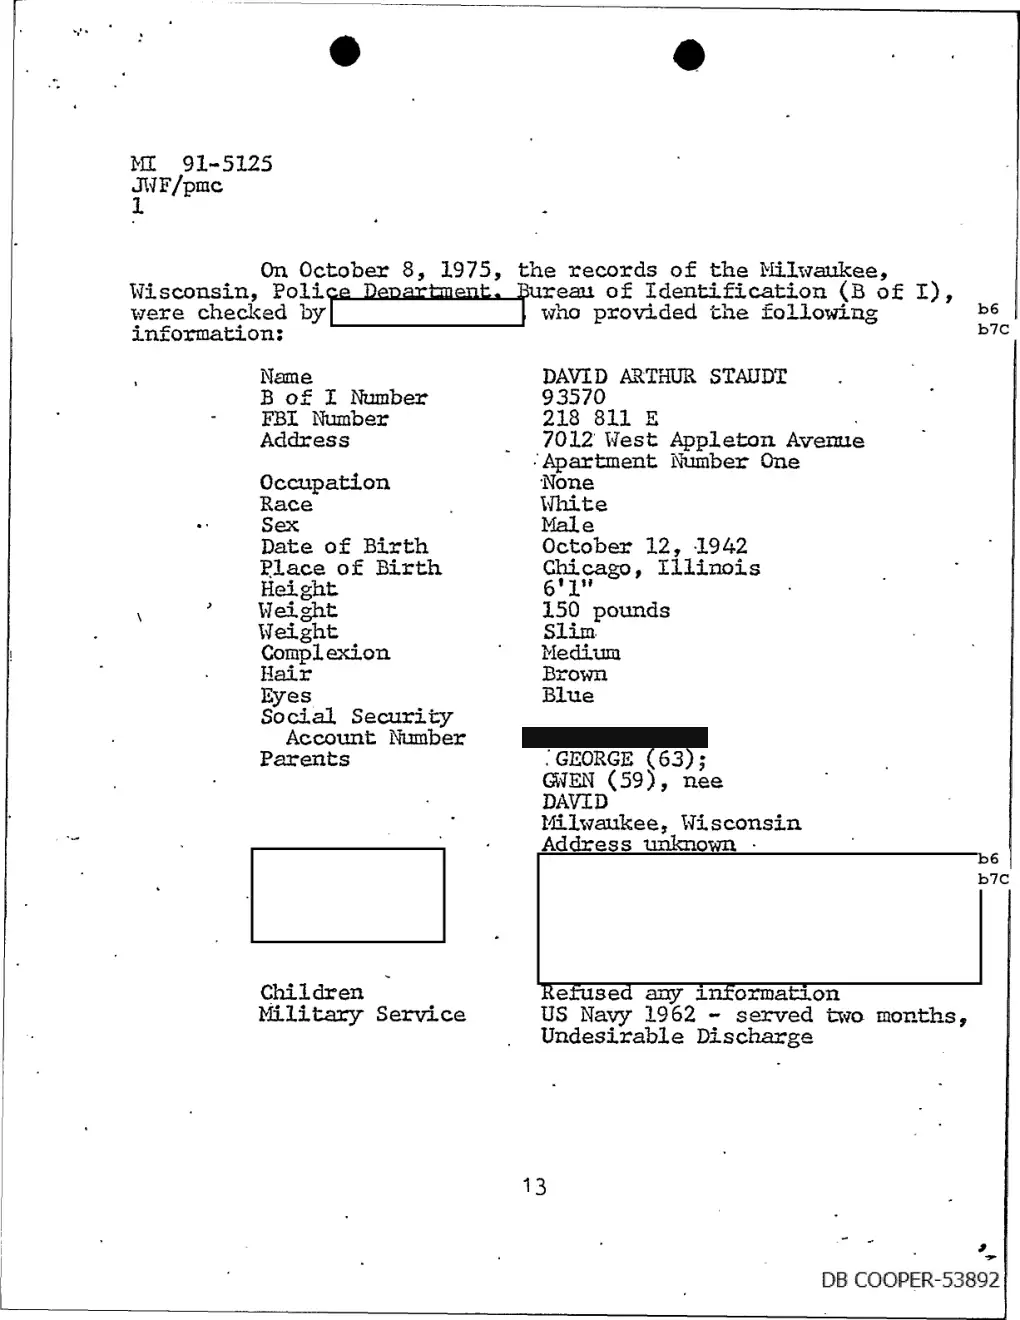 MI 91-5125
JWF/pmc
1
On October 8, 1975, the records of the Milwaukee,
Wisconsin, Police Department, Bureau of Identification (B of I),
were checked by , who provided the following
b6
information:
b7C
Name DAVID ARTHUR STAUDT
B of I Number 93570
FBI Number 218 811 E
Address 7012 West Appleton Avenue
Apartment Number One
Occupation None
Race White
Sex Male
Date of Birth October 12, 1942
Place of Birth Chicago, Illinois
Height 6'1"
Weight 150 pounds
Weight Slim
Complexion Medium
Hair Brown
Eyes Blue
Social Security
Account Number
Parents GEORGE (63);
GWEN (59), nee
DAVID
Milwaukee, Wisconsin
Address unknown
b6
b7C
Children Refused any information
Military Service US Navy 1962 - served two months,
Undesirable Discharge
13
DB COOPER-53892